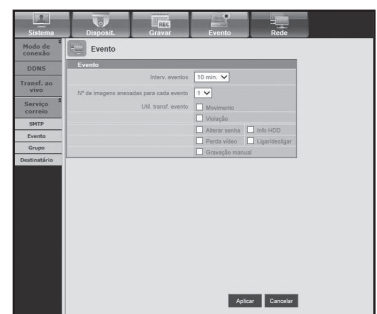 Sistema
Disposit.
REC
Gravar
Evento
Rede
Modo de
conexão
DDNS
Transf. ao
vivo
Serviço
correio
SMTP
Evento
Grupo
Destinatário
Evento
Evento
Interv. eventos 10 min.
Nº de imagens anexadas para cada evento 1
Util. transf. evento Movimento
Violação
Alterar senha Info HDD
Perda vídeo Ligar/desligar
Gravação manual
Aplicar Cancelar